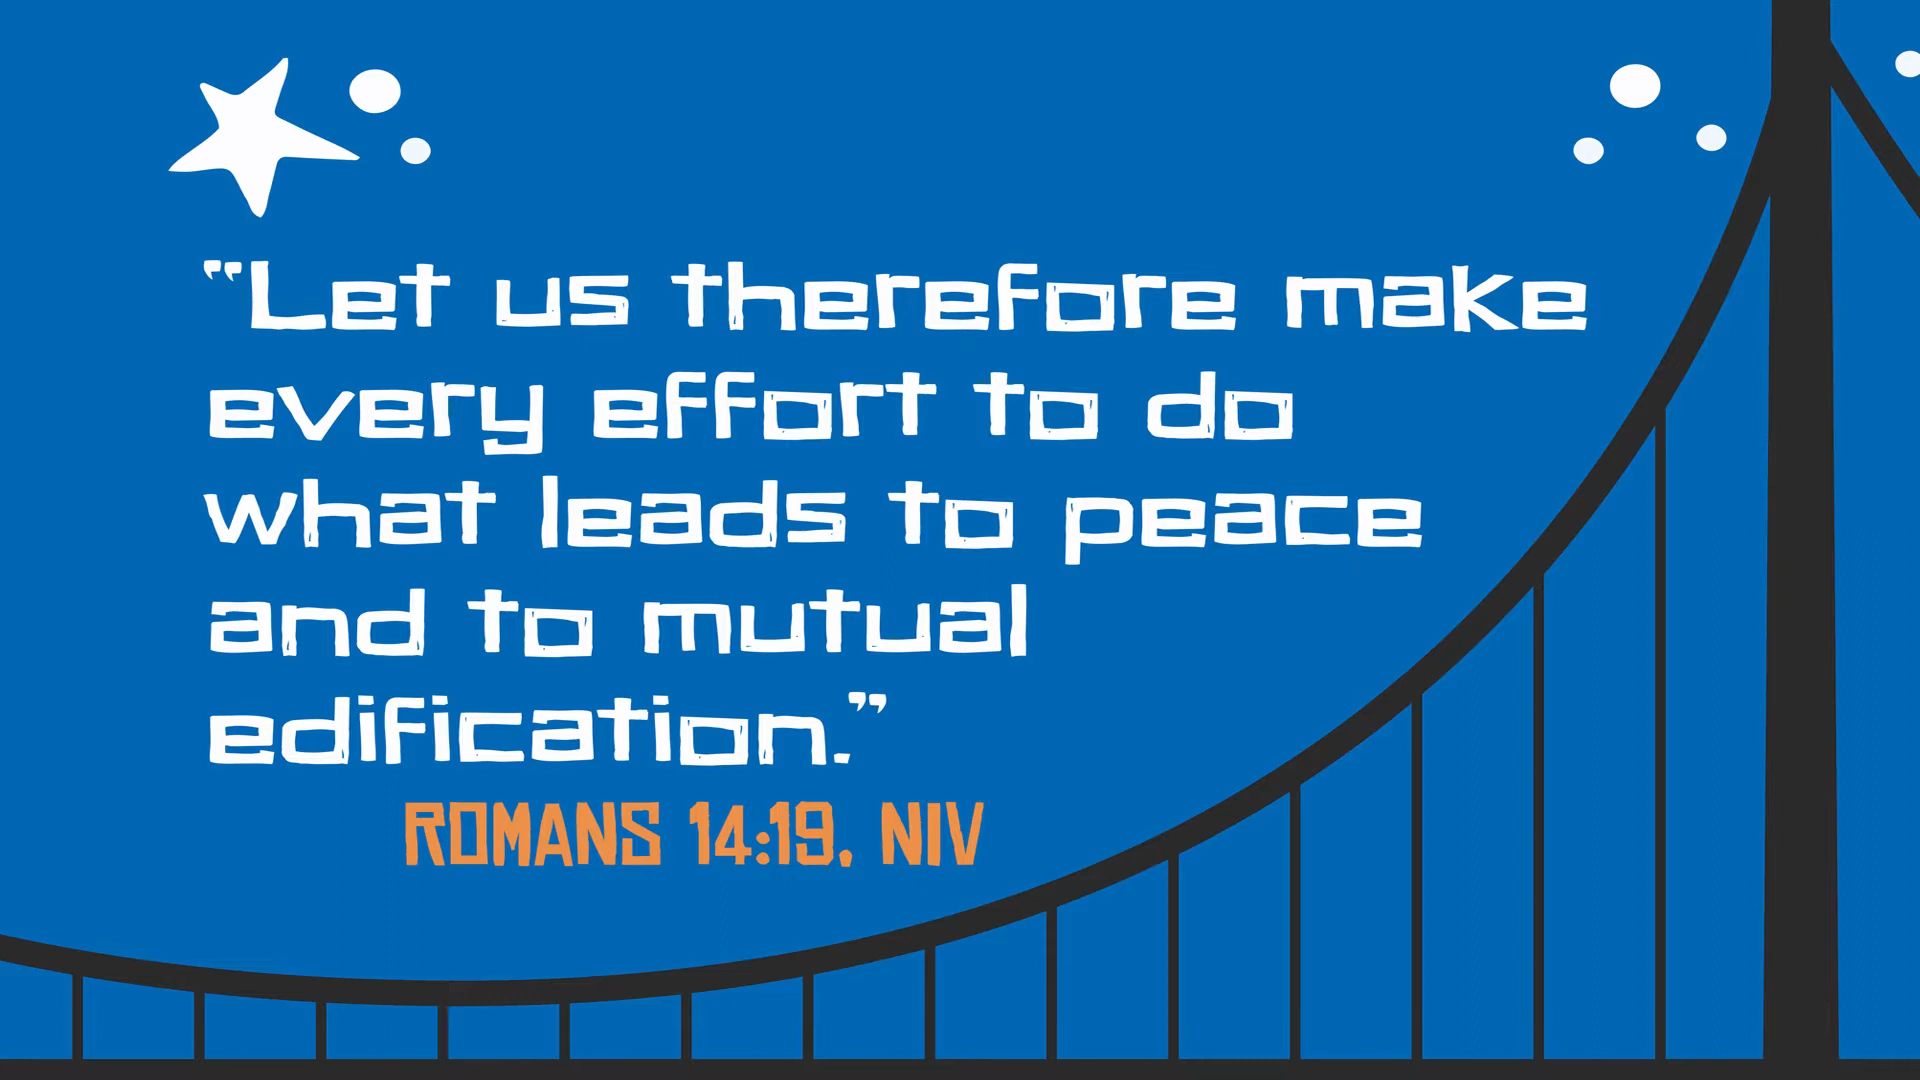 “Let us therefore make
every effort to do
what leads to peace
and to mutual
edification.”
ROMANS 14:19, NIV